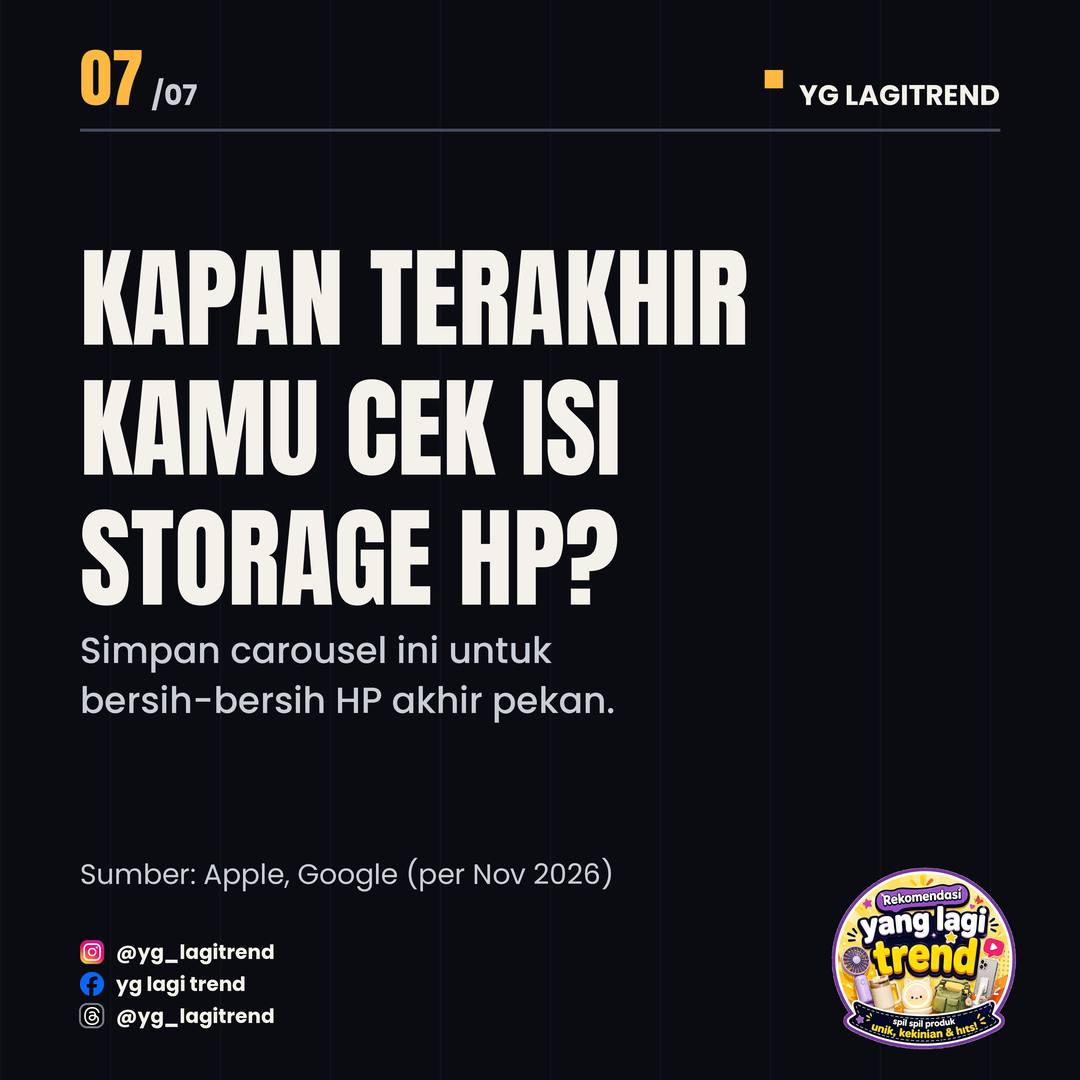 07 /07
YG LAGITREND
KAPAN TERAKHIR
KAMU CEK ISI
STORAGE HP?
Simpan carousel ini untuk
bersih-bersih HP akhir pekan.
Sumber: Apple, Google (per Nov 2026)
@yg_lagitrend
yg lagi trend
@yg_lagitrend
Rekomendasi
yang lagi
trend
spil spil produk
unik, kekinian & hits!